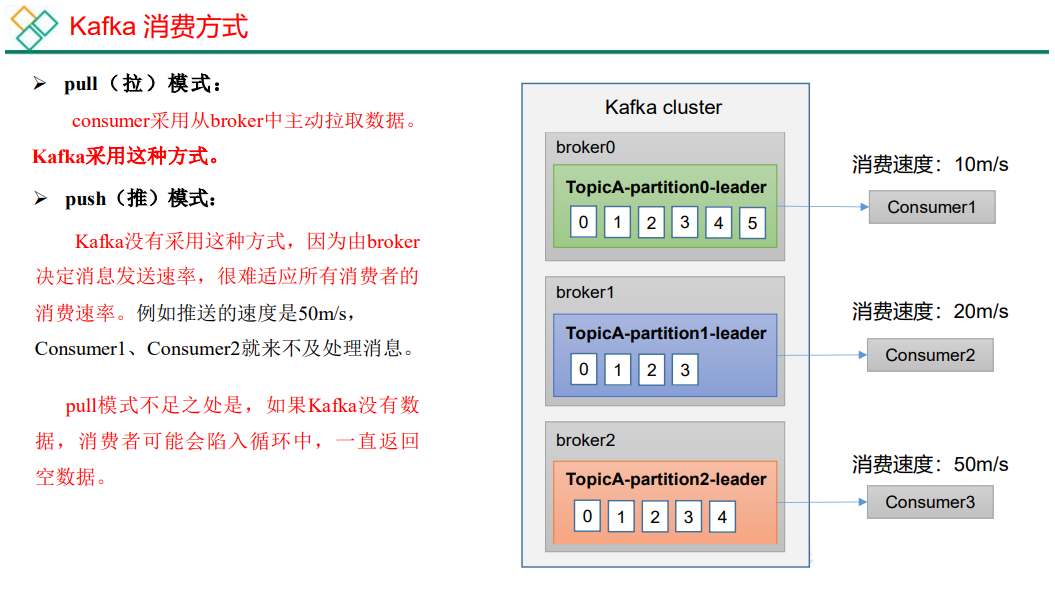 Kafka 消费方式
➢ pull（拉）模式：
consumer采用从broker中主动拉取数据。
Kafka采用这种方式。
➢ push（推）模式：
Kafka没有采用这种方式，因为由broker
决定消息发送速率，很难适应所有消费者的
消费速率。例如推送的速度是50m/s，
Consumer1、Consumer2就来不及处理消息。
pull模式不足之处是，如果Kafka没有数
据，消费者可能会陷入循环中，一直返回
空数据。
Kafka cluster
broker0
TopicA-partition0-leader
0 1 2 3 4 5
消费速度：10m/s
Consumer1
broker1
TopicA-partition1-leader
0 1 2 3
消费速度：20m/s
Consumer2
broker2
TopicA-partition2-leader
0 1 2 3 4
消费速度：50m/s
Consumer3